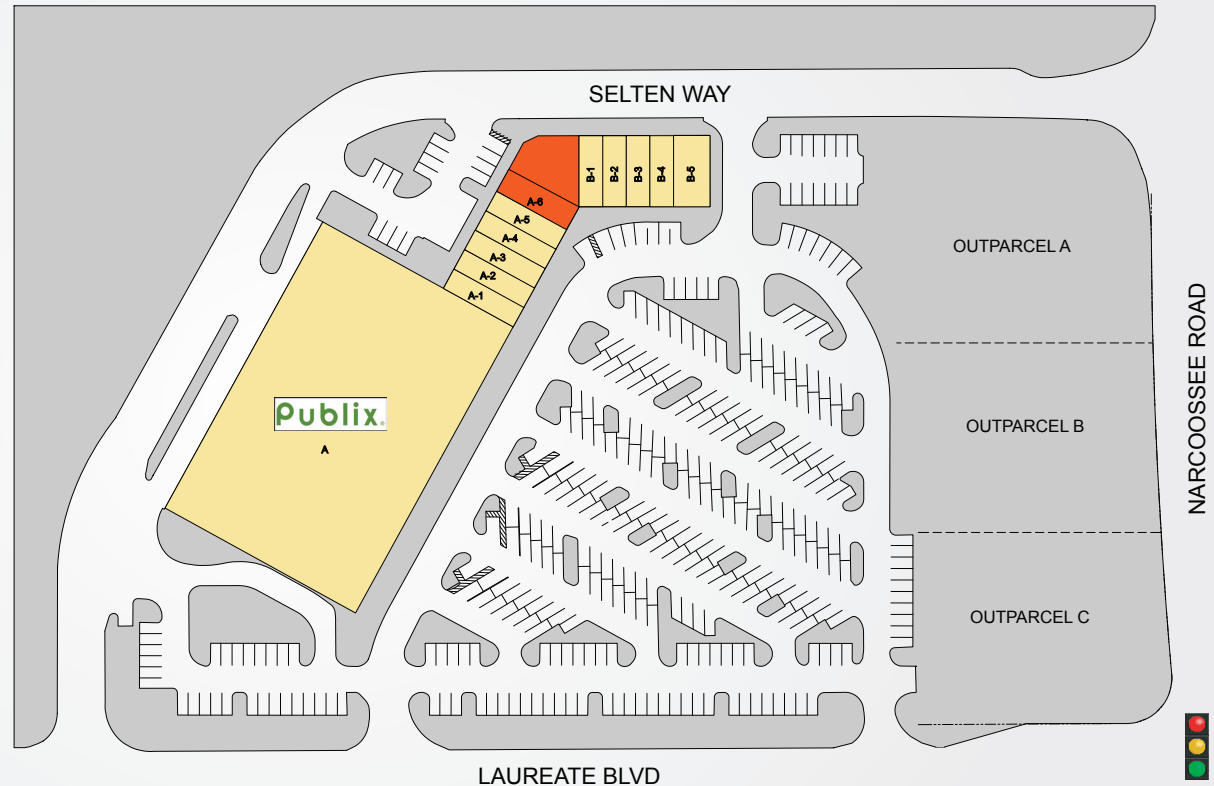 SELTEN WAY
B-1
B-2
B-3
B-4
B-5
A-6
A-5
A-4
A-3
A-2
A-1
OUTPARCEL A
Publix.
A
OUTPARCEL B
NARCOOSSEE ROAD
OUTPARCEL C
LAUREATE BLVD